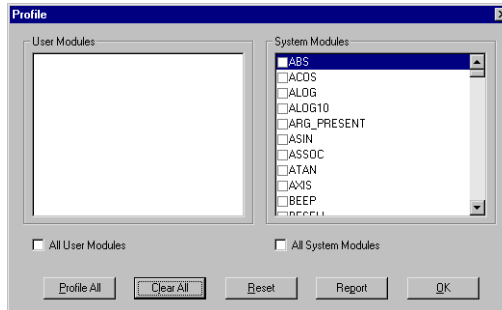 Profile
User Modules
System Modules
ABS
ACOS
ALOG
ALOG10
ARG_PRESENT
ASIN
ASSOC
ATAN
AXIS
BEEP
All User Modules
All System Modules
Profile All
Clear All
Reset
Report
OK